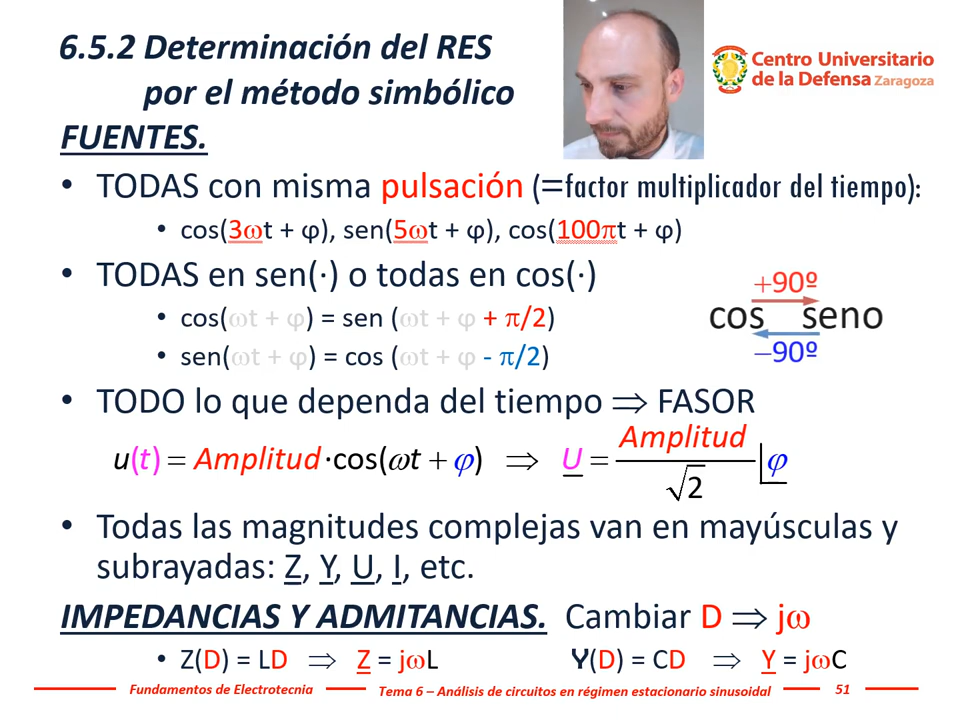 6.5.2 Determinación del RES
por el método simbólico
Centro Universitario
de la Defensa Zaragoza
FUENTES.
• TODAS con misma pulsación (=factor multiplicador del tiempo):
• cos(3ωt + φ), sen(5ωt + φ), cos(100πt + φ)
• TODAS en sen(·) o todas en cos(·)
• cos(ωt + φ) = sen (ωt + φ + π/2)
• sen(ωt + φ) = cos (ωt + φ - π/2)
+90º
cos seno
−90º
• TODO lo que dependa del tiempo ⇒ FASOR
u(t) = Amplitud·cos(ωt + φ) ⇒ U = Amplitud/√2 |φ
• Todas las magnitudes complejas van en mayúsculas y
subrayadas: Z, Y, U, I, etc.
IMPEDANCIAS Y ADMITANCIAS. Cambiar D ⇒ jω
• Z(D) = LD ⇒ Z = jωL Y(D) = CD ⇒ Y = jωC
Fundamentos de Electrotecnia Tema 6 – Análisis de circuitos en régimen estacionario sinusoidal 51